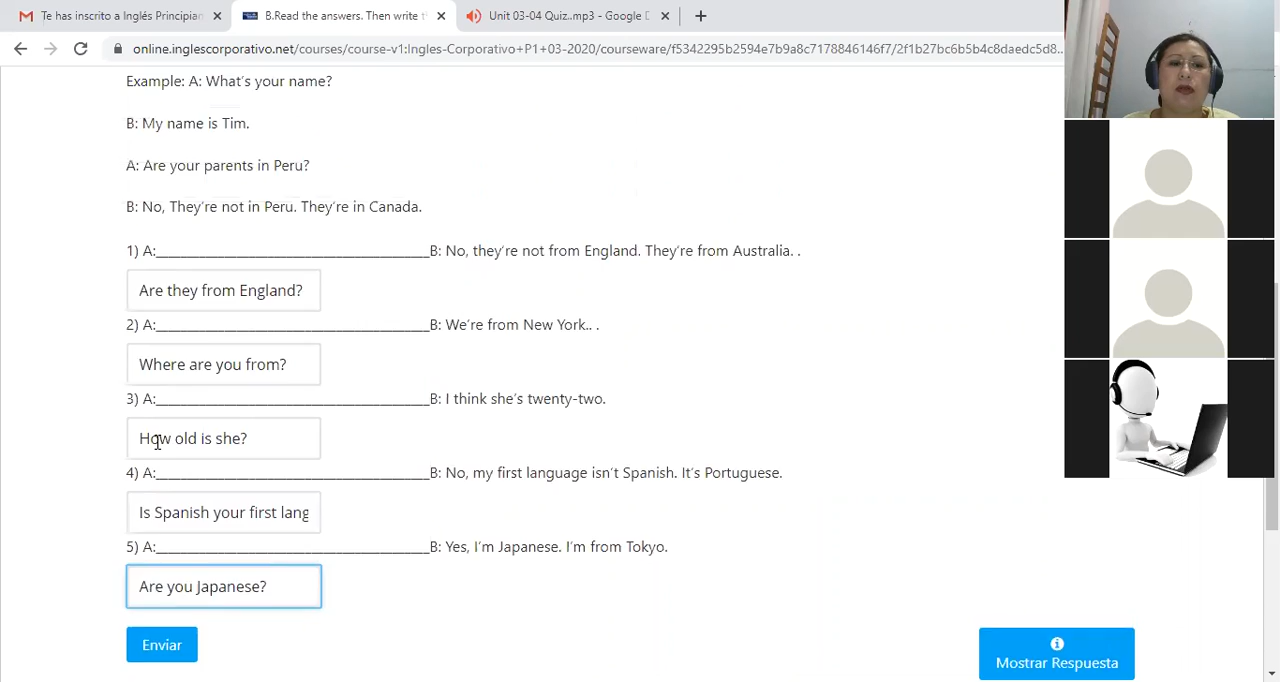 Te has inscrito a Inglés Principian
B.Read the answers. Then write t
Unit 03-04 Quiz..mp3 - Google D
online.inglescorporativo.net/courses/course-v1:Ingles-Corporativo+P1+03-2020/courseware/f5342295b2594e7b9a8c7178846146f7/2f1b27bc6b5b4c8daedc5d8...
Example: A: What's your name?
B: My name is Tim.
A: Are your parents in Peru?
B: No, They're not in Peru. They're in Canada.
1) A:__________________________________B: No, they're not from England. They're from Australia. .
Are they from England?
2) A:__________________________________B: We're from New York.. .
Where are you from?
3) A:__________________________________B: I think she's twenty-two.
How old is she?
4) A:__________________________________B: No, my first language isn't Spanish. It's Portuguese.
Is Spanish your first lang
5) A:__________________________________B: Yes, I'm Japanese. I'm from Tokyo.
Are you Japanese?
Enviar
Mostrar Respuesta